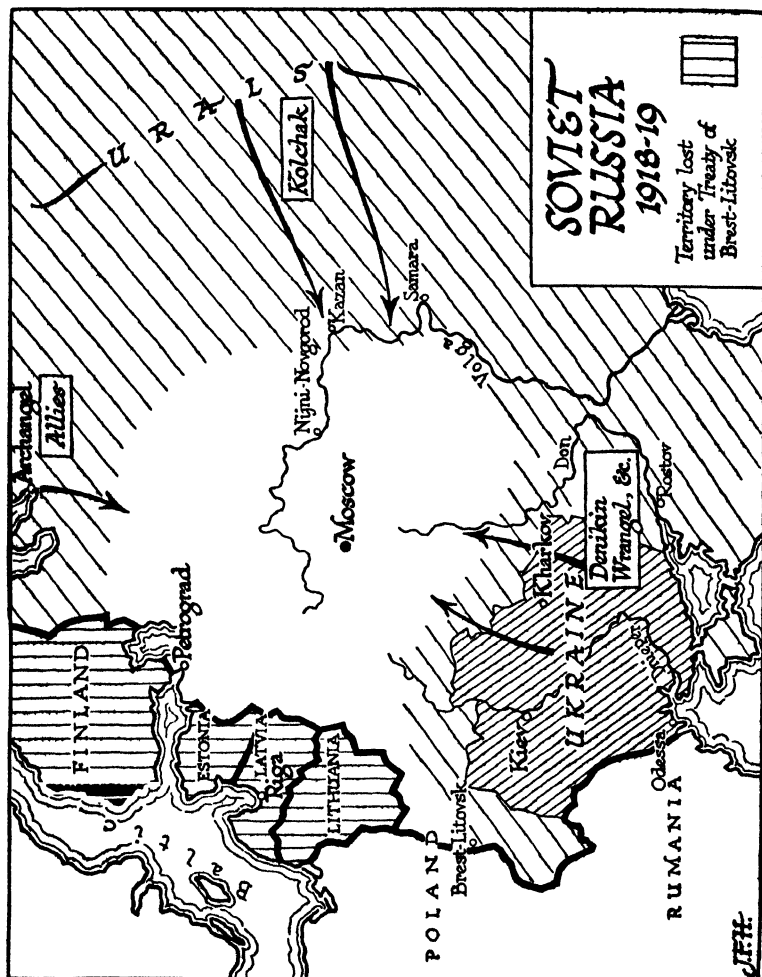 SOVIET
RUSSIA
1918-19
Territory lost
under Treaty of
Brest-Litovsk
URALS
Kolchak
Archangel
Allies
Nijni-Novgorod
Kazan
Samara
Volga
Moscow
Petrograd
FINLAND
ESTONIA
LATVIA
Riga
LITHUANIA
Baltic
POLAND
Brest-Litovsk
Kiev
UKRAINE
Kharkov
Don
Denikin
Wrangel, &c.
Rostov
Dnieper
Odessa
RUMANIA
J.F.H.